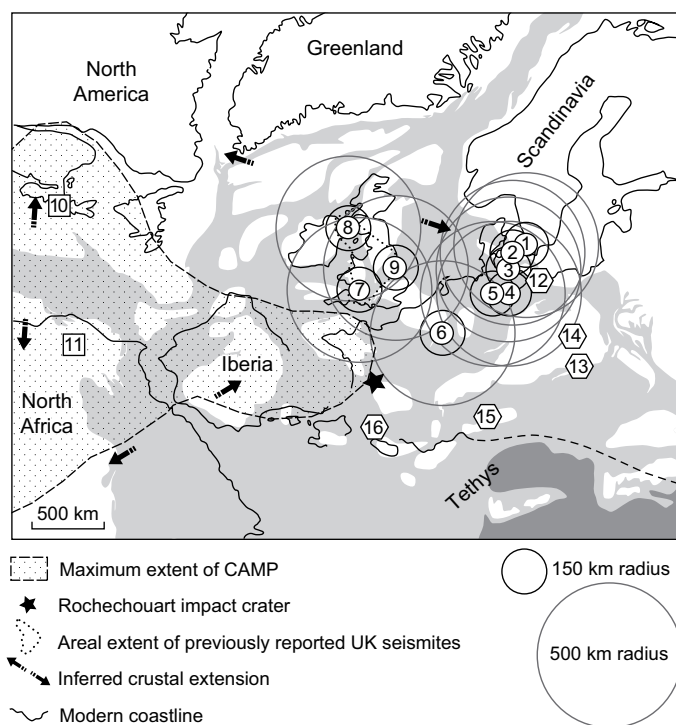 North
America
Greenland
Scandinavia
10
8
1
2
9
3
12
7
5
4
6
14
11
13
Iberia
North
Africa
15
16
Tethys
500 km
Maximum extent of CAMP
150 km radius
Rochechouart impact crater
Areal extent of previously reported UK seismites
500 km radius
Inferred crustal extension
Modern coastline